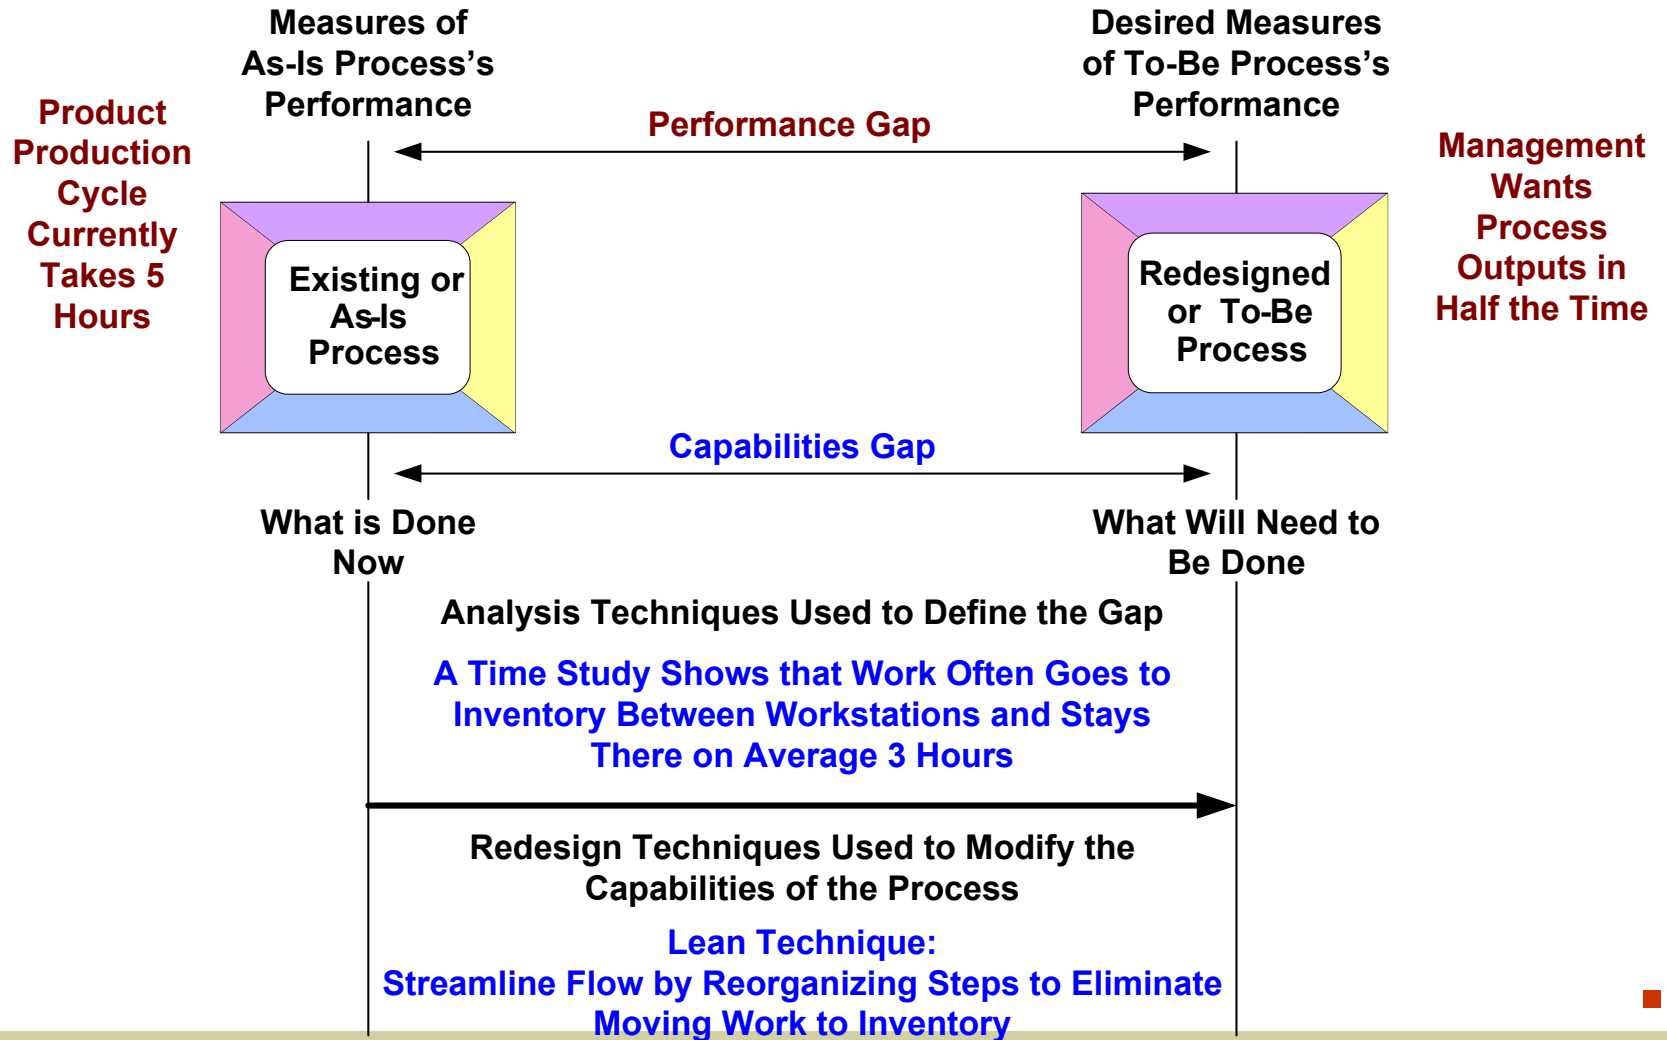 Measures of
As-Is Process's
Performance
Desired Measures
of To-Be Process's
Performance
Product
Production
Cycle
Currently
Takes 5
Hours
Performance Gap
Management
Wants
Process
Outputs in
Half the Time
Existing or
As-Is
Process
Redesigned
or To-Be
Process
Capabilities Gap
What is Done
Now
What Will Need to
Be Done
Analysis Techniques Used to Define the Gap
A Time Study Shows that Work Often Goes to
Inventory Between Workstations and Stays
There on Average 3 Hours
Redesign Techniques Used to Modify the
Capabilities of the Process
Lean Technique:
Streamline Flow by Reorganizing Steps to Eliminate
Moving Work to Inventory